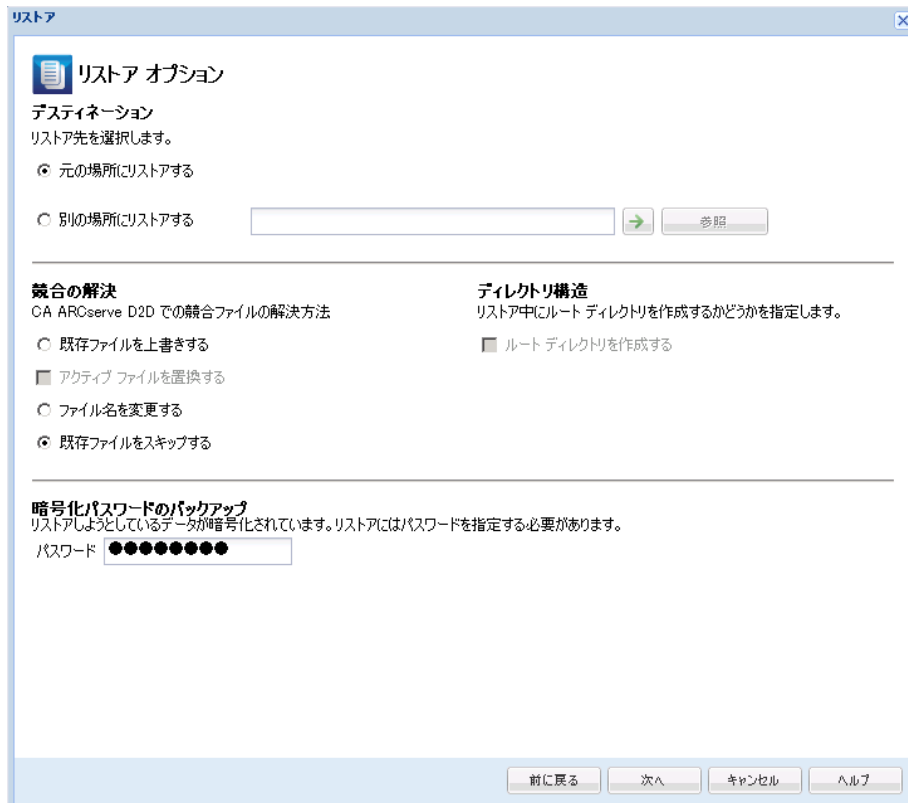 リストア
リストア オプション
デスティネーション
リストア先を選択します。
元の場所にリストアする
別の場所にリストアする
参照
競合の解決
CA ARCserve D2D での競合ファイルの解決方法
既存ファイルを上書きする
アクティブ ファイルを置換する
ファイル名を変更する
既存ファイルをスキップする
ディレクトリ構造
リストア中にルート ディレクトリを作成するかどうかを指定します。
ルート ディレクトリを作成する
暗号化パスワードのバックアップ
リストアしようとしているデータが暗号化されています。リストアにはパスワードを指定する必要があります。
パスワード ●●●●●●●●
前に戻る 次へ キャンセル ヘルプ